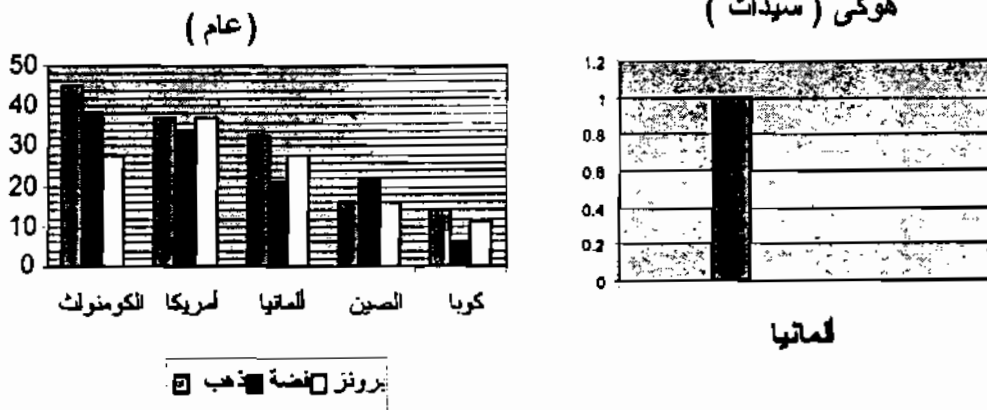 ( عام )
50
40
30
20
10
0
الكومنولث أمريكا ألمانيا الصين كوبا
ذهب فضة برونز
هوكى ( سيدات )
1.2
1
0.8
0.6
0.4
0.2
0
ألمانيا